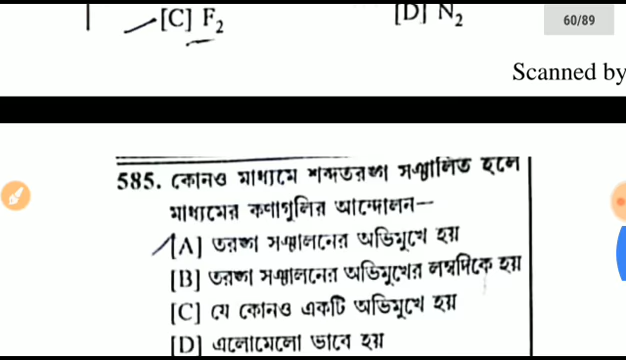 [C] F₂ [D] N₂
60/89
Scanned by
585. কোনও মাধ্যমে শব্দতরঙ্গ সঞ্চালিত হলে
মাধ্যমের কণাগুলির আন্দোলন—
[A] তরঙ্গ সঞ্চালনের অভিমুখে হয়
[B] তরঙ্গ সঞ্চালনের অভিমুখের লম্বদিকে হয়
[C] যে কোনও একটি অভিমুখে হয়
[D] এলোমেলো ভাবে হয়